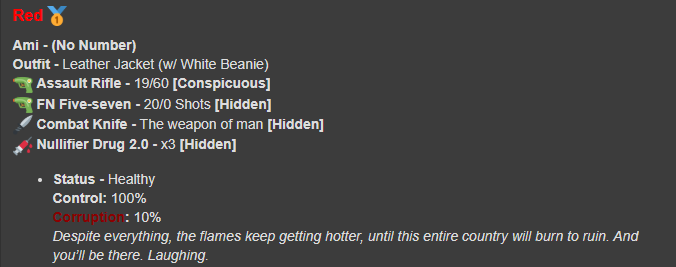 Red
Ami - (No Number)
Outfit - Leather Jacket (w/ White Beanie)
Assault Rifle - 19/60 [Conspicuous]
FN Five-seven - 20/0 Shots [Hidden]
Combat Knife - The weapon of man [Hidden]
Nullifier Drug 2.0 - x3 [Hidden]
• Status - Healthy
Control: 100%
Corruption: 10%
Despite everything, the flames keep getting hotter, until this entire country will burn to ruin. And
you'll be there. Laughing.